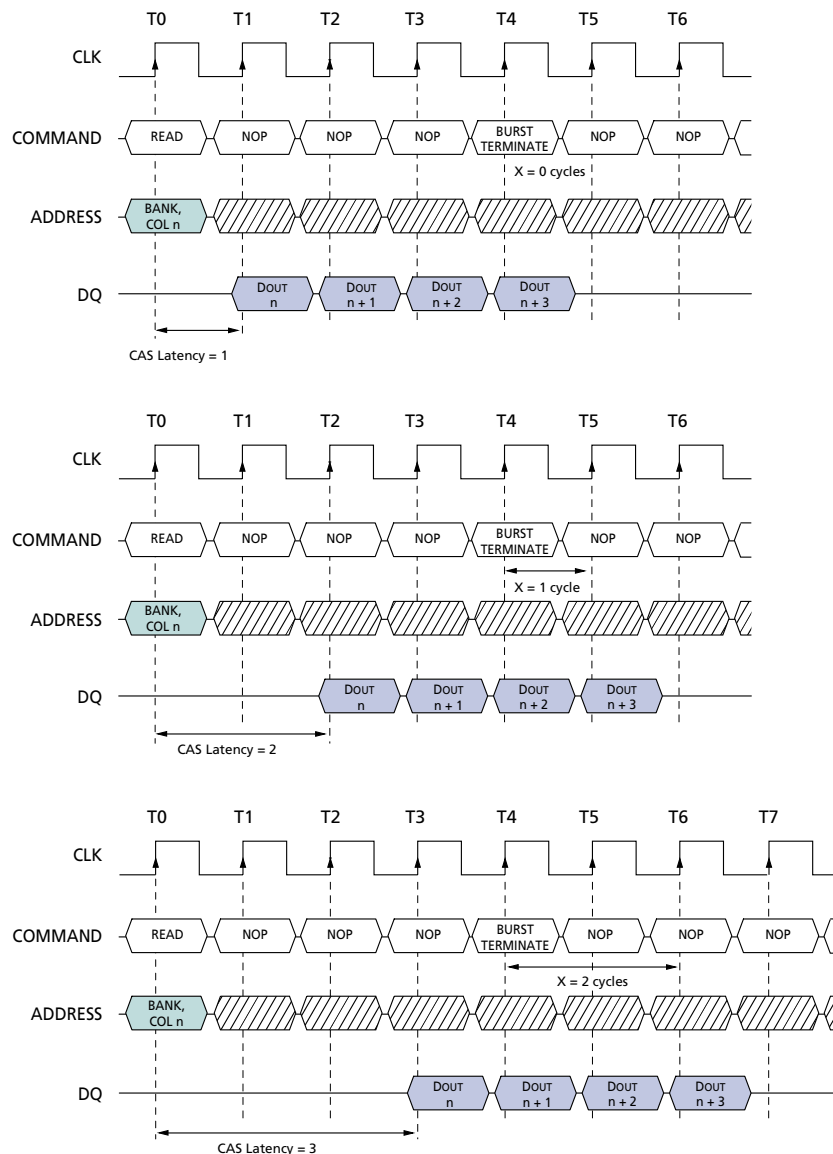 T0 T1 T2 T3 T4 T5 T6
CLK
COMMAND READ NOP NOP NOP BURST TERMINATE NOP NOP
X = 0 cycles
ADDRESS BANK, COL n
DQ DOUT n DOUT n + 1 DOUT n + 2 DOUT n + 3
CAS Latency = 1
T0 T1 T2 T3 T4 T5 T6
CLK
COMMAND READ NOP NOP NOP BURST TERMINATE NOP NOP
X = 1 cycle
ADDRESS BANK, COL n
DQ DOUT n DOUT n + 1 DOUT n + 2 DOUT n + 3
CAS Latency = 2
T0 T1 T2 T3 T4 T5 T6 T7
CLK
COMMAND READ NOP NOP NOP BURST TERMINATE NOP NOP NOP
X = 2 cycles
ADDRESS BANK, COL n
DQ DOUT n DOUT n + 1 DOUT n + 2 DOUT n + 3
CAS Latency = 3